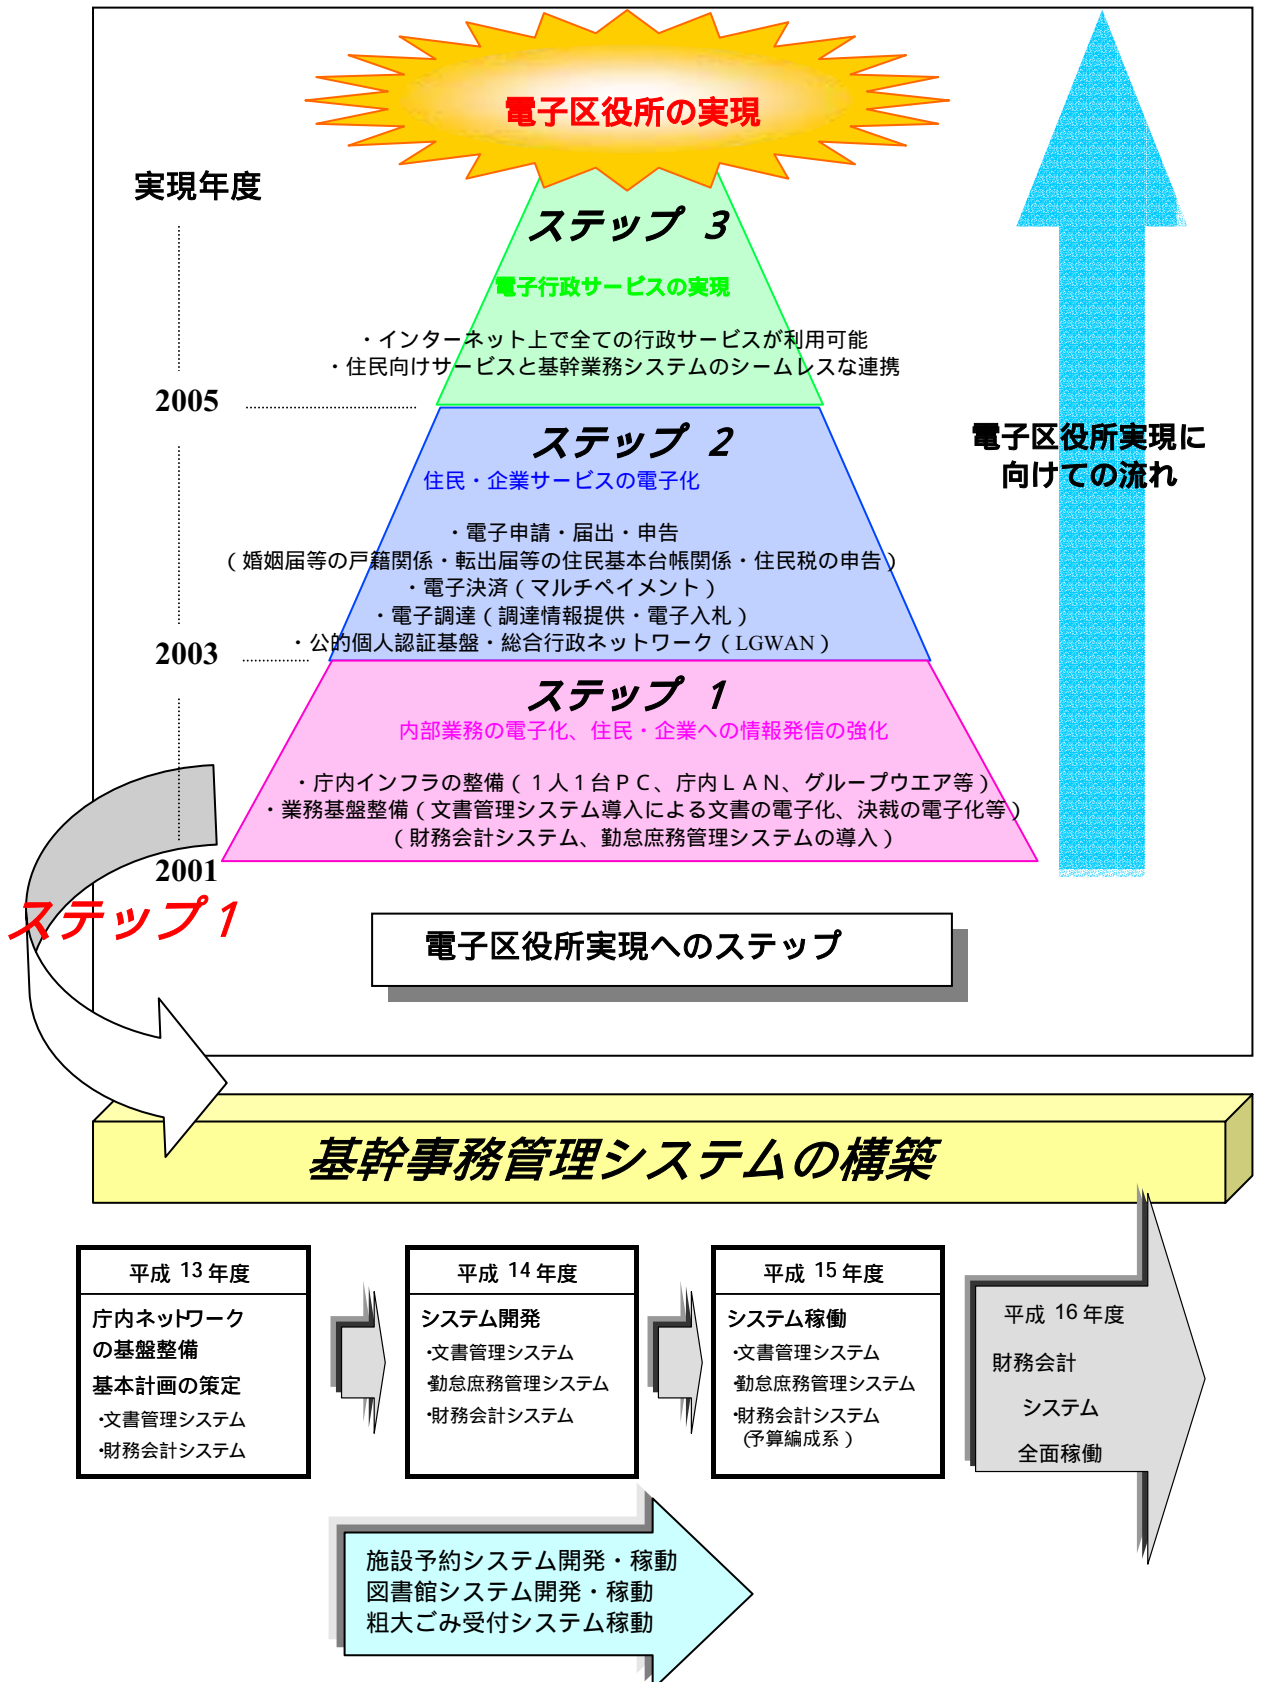 電子区役所の実現
実現年度
ステップ 3
電子行政サービスの実現
・インターネット上で全ての行政サービスが利用可能
・住民向けサービスと基幹業務システムのシームレスな連携
2005
ステップ 2
住民・企業サービスの電子化
・電子申請・届出・申告
（婚姻届等の戸籍関係・転出届等の住民基本台帳関係・住民税の申告）
・電子決済（マルチペイメント）
・電子調達（調達情報提供・電子入札）
・公的個人認証基盤・総合行政ネットワーク（LGWAN）
2003
電子区役所実現に
向けての流れ
ステップ 1
内部業務の電子化、住民・企業への情報発信の強化
・庁内インフラの整備（１人１台ＰＣ、庁内ＬＡＮ、グループウエア等）
・業務基盤整備（文書管理システム導入による文書の電子化、決裁の電子化等）
（財務会計システム、勤怠庶務管理システムの導入）
2001
ステップ 1
電子区役所実現へのステップ
基幹事務管理システムの構築
平成 13 年度
庁内ネットワーク
の基盤整備
基本計画の策定
・文書管理システム
・財務会計システム
平成 14 年度
システム開発
・文書管理システム
・勤怠庶務管理システム
・財務会計システム
平成 15 年度
システム稼働
・文書管理システム
・勤怠庶務管理システム
・財務会計システム
（予算編成系）
平成 16 年度
財務会計
システム
全面稼働
施設予約システム開発・稼動
図書館システム開発・稼動
粗大ごみ受付システム稼動